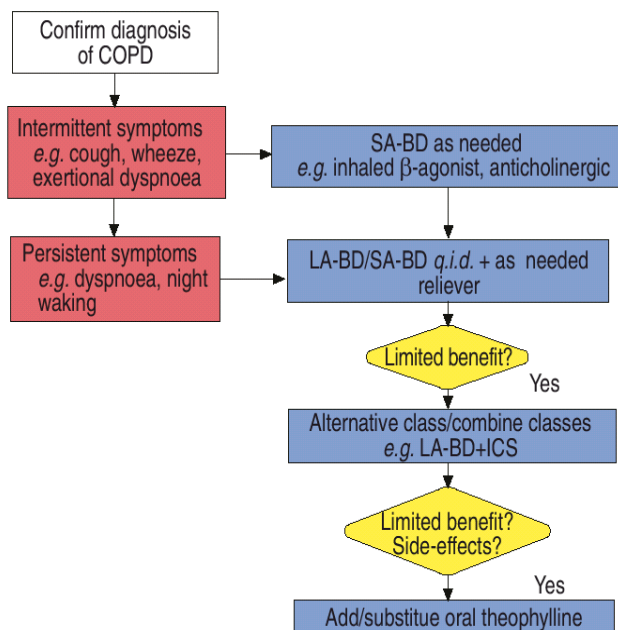 Confirm diagnosis
of COPD
Intermittent symptoms
e.g. cough, wheeze,
exertional dyspnoea
SA-BD as needed
e.g. inhaled β-agonist, anticholinergic
Persistent symptoms
e.g. dyspnoea, night
waking
LA-BD/SA-BD q.i.d. + as needed
reliever
Limited benefit?
Yes
Alternative class/combine classes
e.g. LA-BD+ICS
Limited benefit?
Side-effects?
Yes
Add/substitue oral theophylline